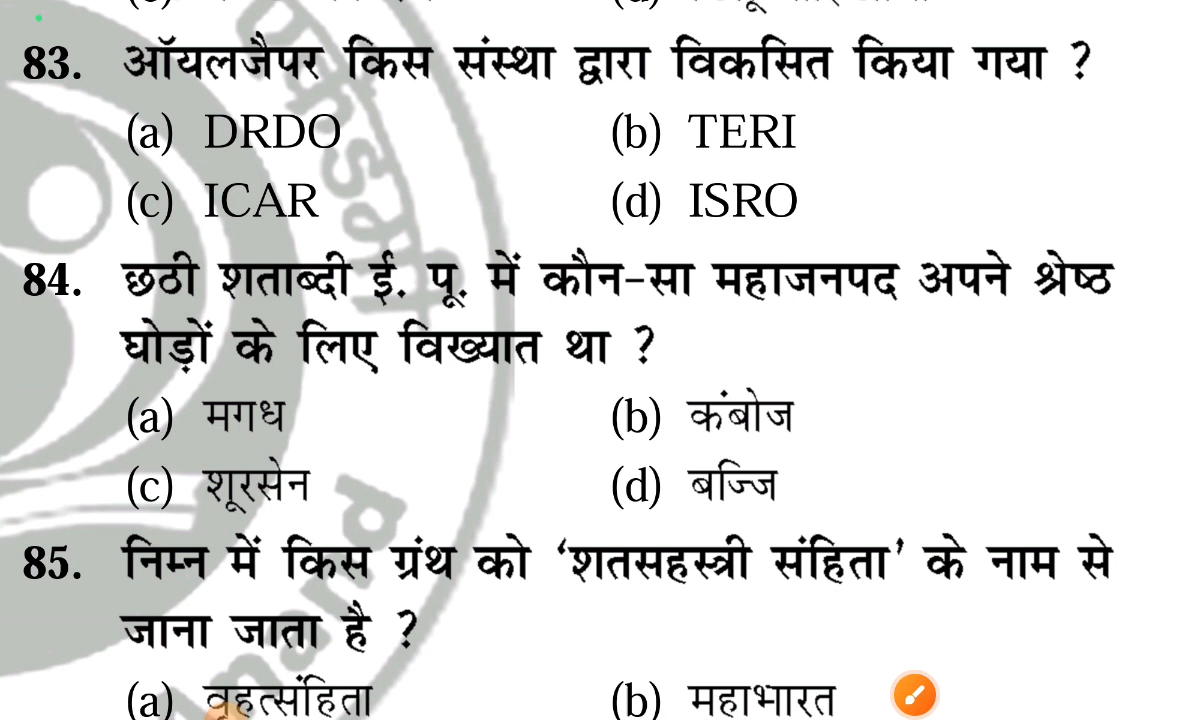 83. ऑयलजैपर किस संस्था द्वारा विकसित किया गया ?
(a) DRDO (b) TERI
(c) ICAR (d) ISRO
84. छठी शताब्दी ई. पू. में कौन-सा महाजनपद अपने श्रेष्ठ
घोड़ों के लिए विख्यात था ?
(a) मगध (b) कंबोज
(c) शूरसेन (d) बज्जि
85. निम्न में किस ग्रंथ को ‘शतसहस्त्री संहिता’ के नाम से
जाना जाता है ?
(a) वृहत्संहिता (b) महाभारत